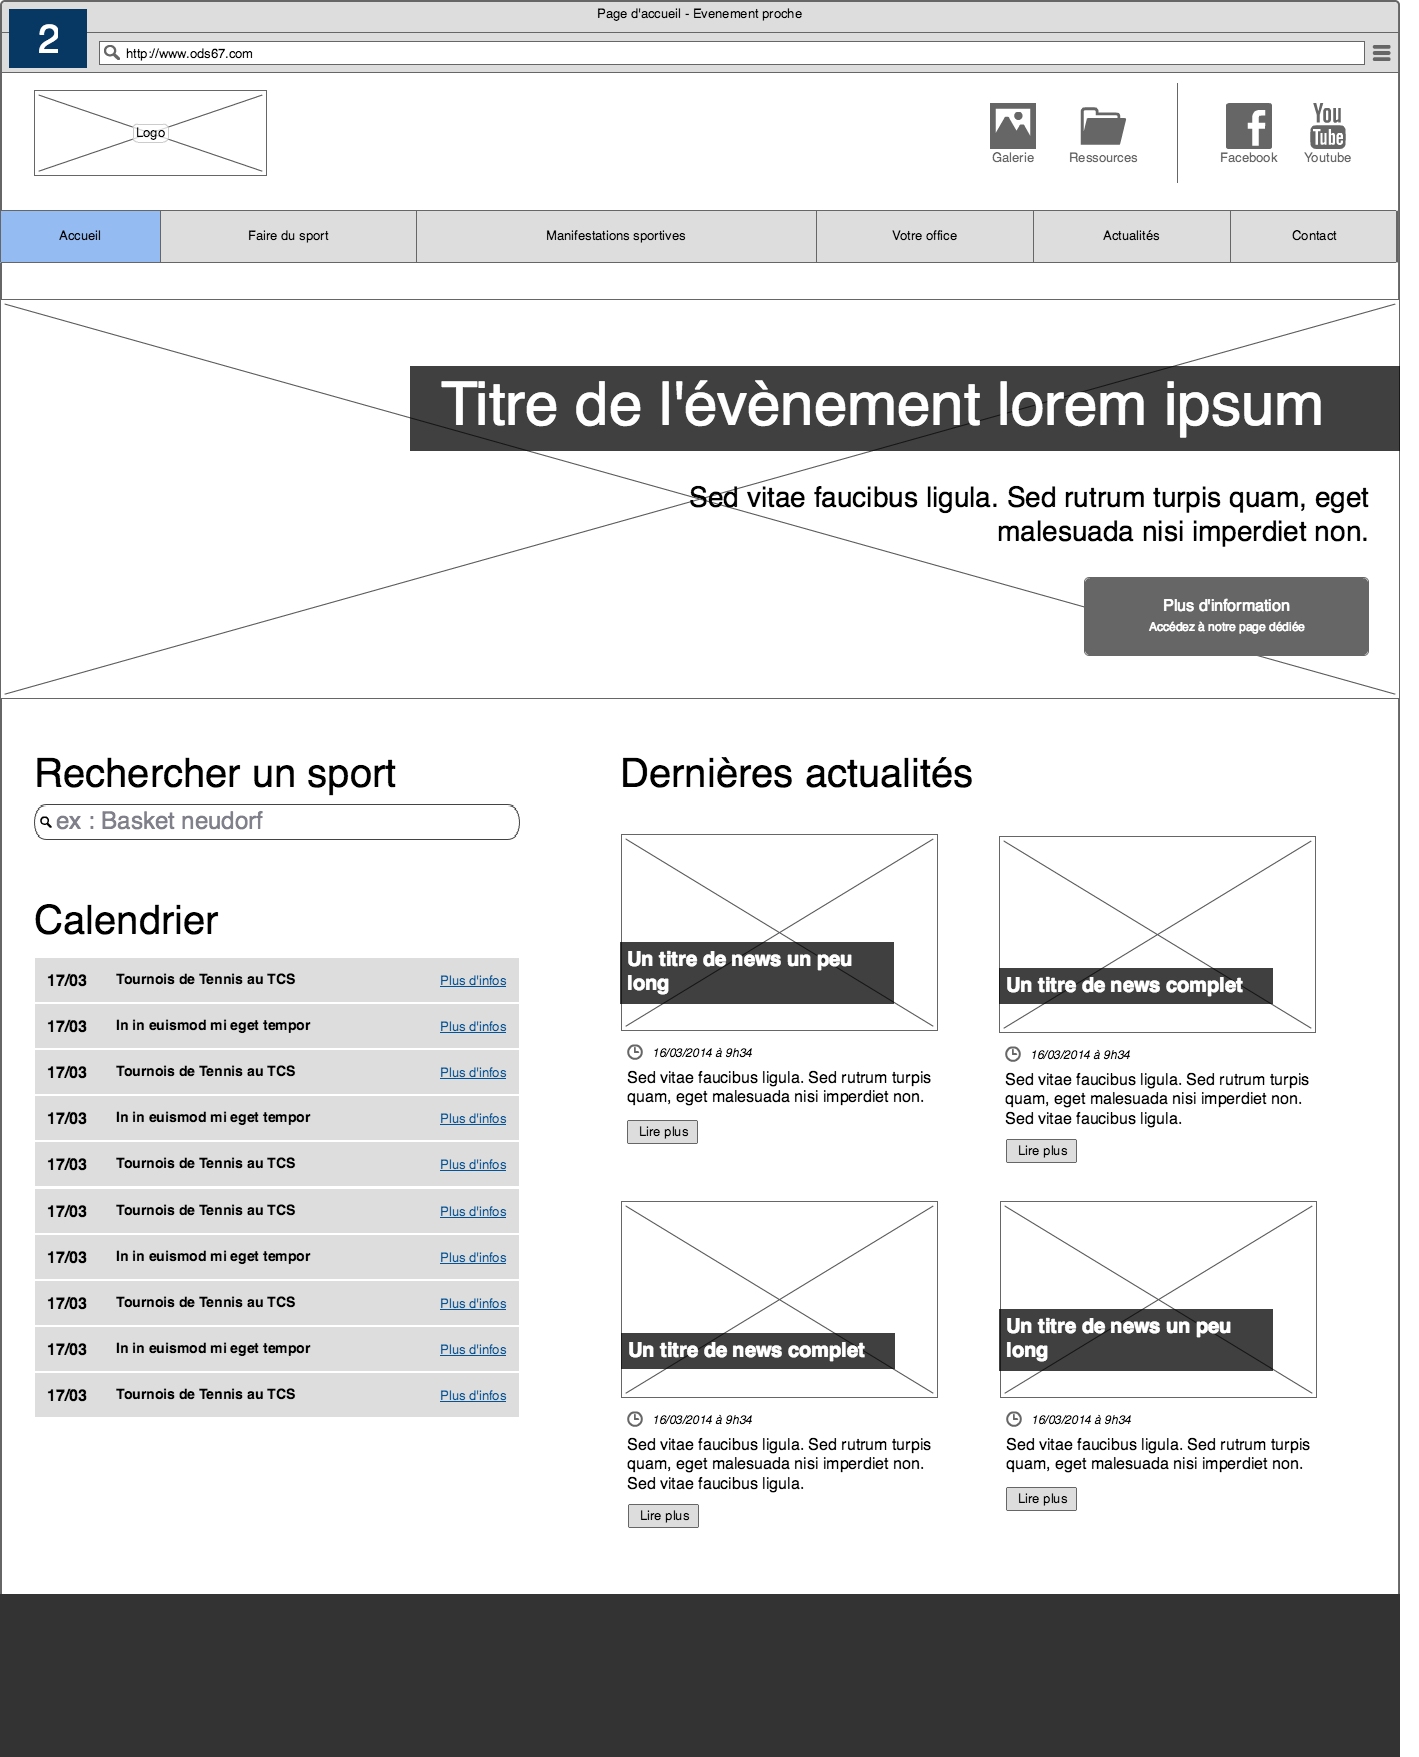 Page d'accueil - Evenement proche
2
http://www.ods67.com
Logo
Galerie
Ressources
You
Tube
Facebook
Youtube
Accueil
Faire du sport
Manifestations sportives
Votre office
Actualités
Contact
Titre de l'évènement lorem ipsum
Sed vitae faucibus ligula. Sed rutrum turpis quam, eget
malesuada nisi imperdiet non.
Plus d'information
Accédez à notre page dédiée
Rechercher un sport
ex : Basket neudorf
Calendrier
17/03 Tournois de Tennis au TCS Plus d'infos
17/03 In in euismod mi eget tempor Plus d'infos
17/03 Tournois de Tennis au TCS Plus d'infos
17/03 In in euismod mi eget tempor Plus d'infos
17/03 Tournois de Tennis au TCS Plus d'infos
17/03 Tournois de Tennis au TCS Plus d'infos
17/03 In in euismod mi eget tempor Plus d'infos
17/03 Tournois de Tennis au TCS Plus d'infos
17/03 In in euismod mi eget tempor Plus d'infos
17/03 Tournois de Tennis au TCS Plus d'infos
Dernières actualités
Un titre de news un peu
long
16/03/2014 à 9h34
Sed vitae faucibus ligula. Sed rutrum turpis
quam, eget malesuada nisi imperdiet non.
Lire plus
Un titre de news complet
16/03/2014 à 9h34
Sed vitae faucibus ligula. Sed rutrum turpis
quam, eget malesuada nisi imperdiet non.
Sed vitae faucibus ligula.
Lire plus
Un titre de news complet
16/03/2014 à 9h34
Sed vitae faucibus ligula. Sed rutrum turpis
quam, eget malesuada nisi imperdiet non.
Sed vitae faucibus ligula.
Lire plus
Un titre de news un peu
long
16/03/2014 à 9h34
Sed vitae faucibus ligula. Sed rutrum turpis
quam, eget malesuada nisi imperdiet non.
Lire plus